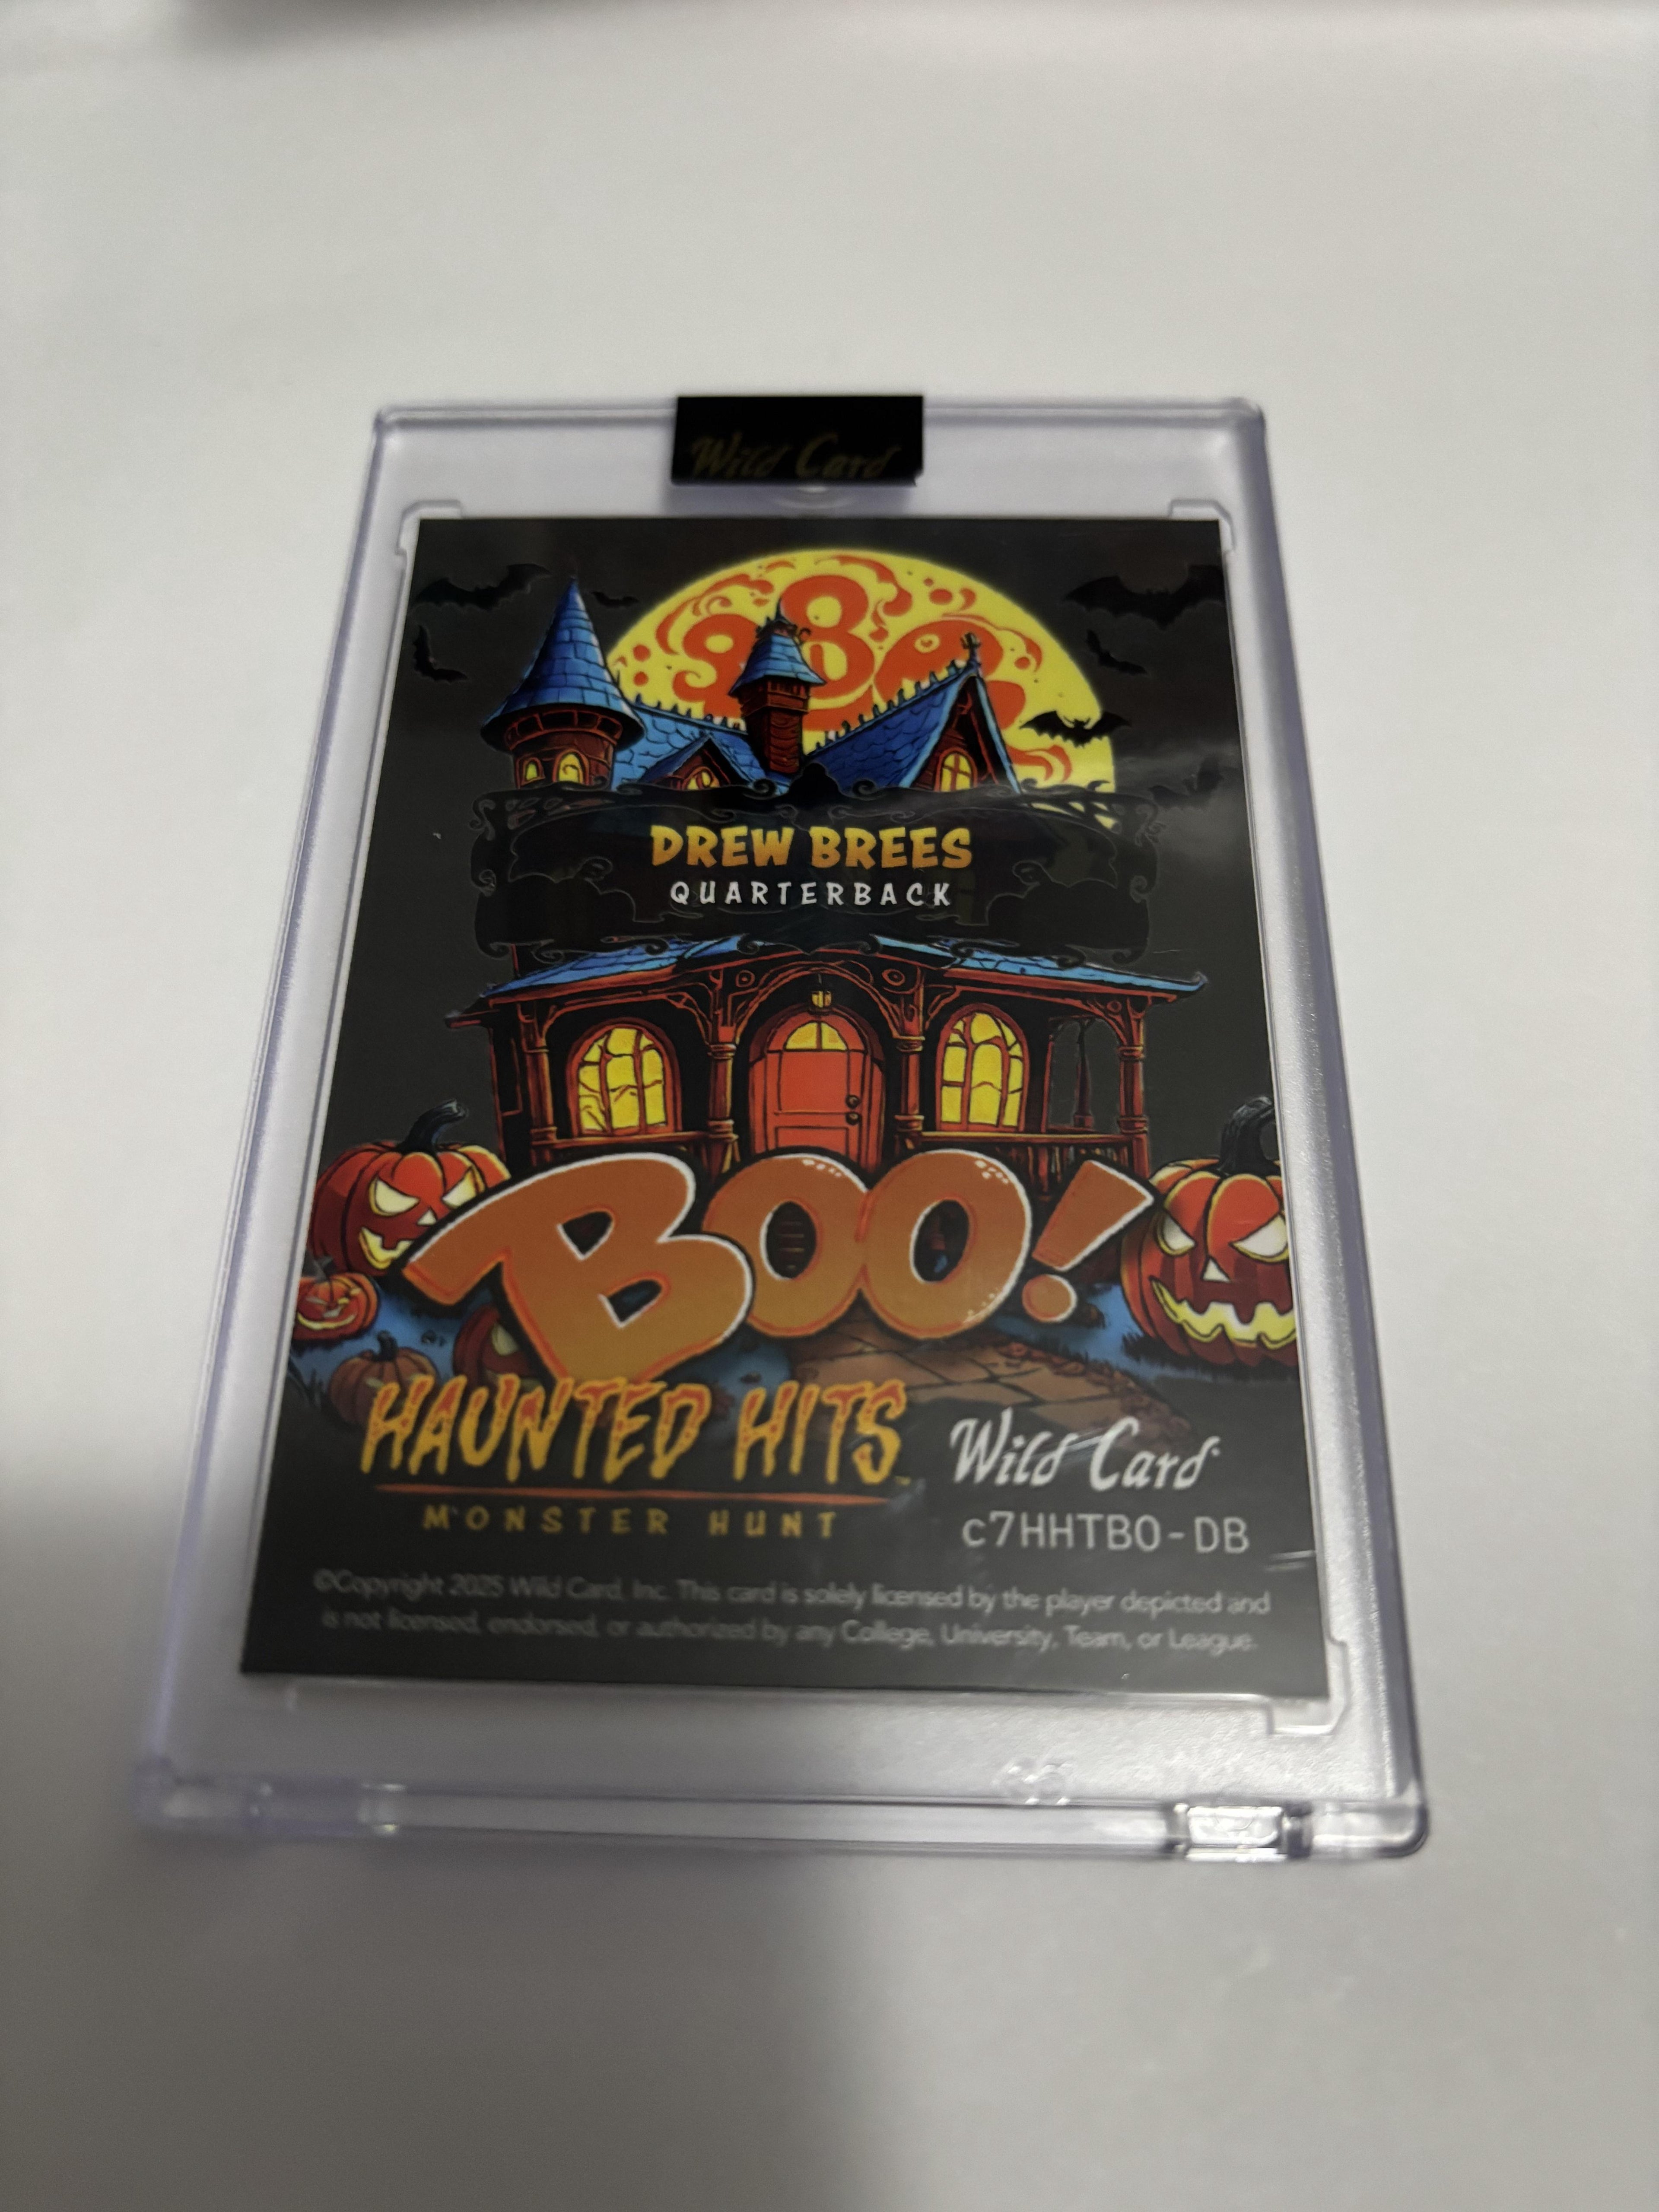 Wild Card
DREW BREES
QUARTERBACK
BOO!
HAUNTED HITS™
MONSTER HUNT
Wild Card
c7HHTBO-DB
©Copyright 2025 Wild Card, Inc. This card is solely licensed by the player depicted and
is not licensed, endorsed, or authorized by any College, University, Team, or League.